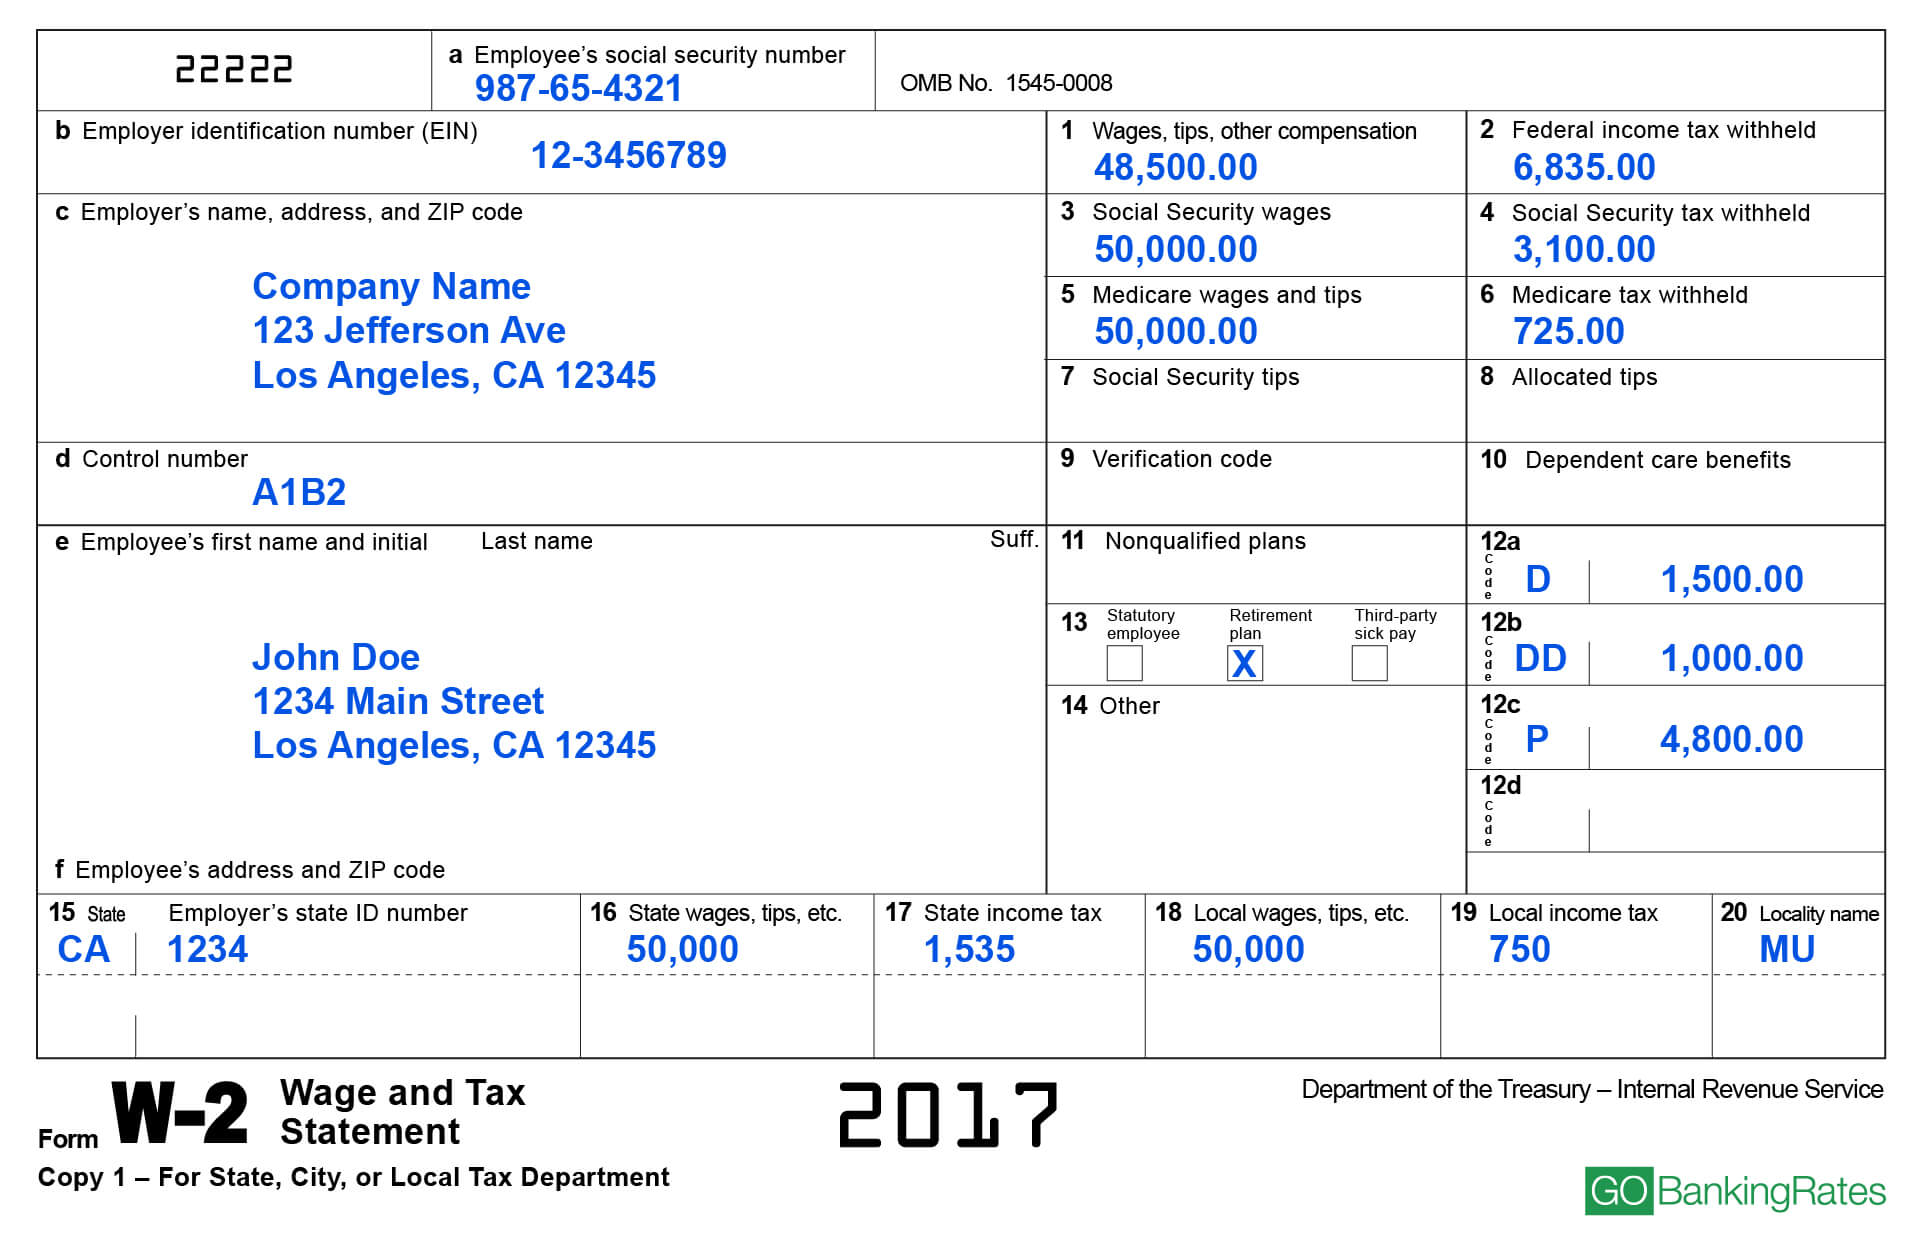 22222
a Employee's social security number
987-65-4321
OMB No. 1545-0008
b Employer identification number (EIN)
12-3456789
1 Wages, tips, other compensation
48,500.00
2 Federal income tax withheld
6,835.00
c Employer's name, address, and ZIP code
Company Name
123 Jefferson Ave
Los Angeles, CA 12345
3 Social Security wages
50,000.00
4 Social Security tax withheld
3,100.00
5 Medicare wages and tips
50,000.00
6 Medicare tax withheld
725.00
7 Social Security tips
8 Allocated tips
d Control number
A1B2
9 Verification code
10 Dependent care benefits
e Employee's first name and initial Last name Suff.
John Doe
1234 Main Street
Los Angeles, CA 12345
f Employee's address and ZIP code
11 Nonqualified plans
12a
Code D 1,500.00
13 Statutory employee Retirement plan Third-party sick pay
X
12b
Code DD 1,000.00
14 Other
12c
Code P 4,800.00
12d
Code
15 State Employer's state ID number
CA 1234
16 State wages, tips, etc.
50,000
17 State income tax
1,535
18 Local wages, tips, etc.
50,000
19 Local income tax
750
20 Locality name
MU
Form W-2 Wage and Tax
Statement
2017
Department of the Treasury – Internal Revenue Service
Copy 1 – For State, City, or Local Tax Department
GOBankingRates